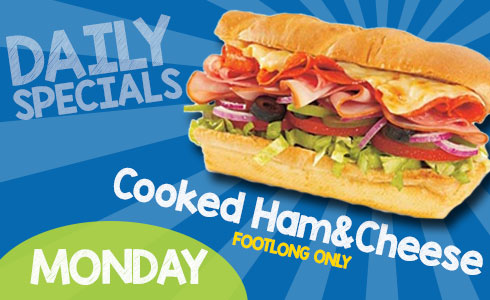 DAILY
SPECIALS
Cooked Ham&Cheese
FOOTLONG ONLY
MONDAY